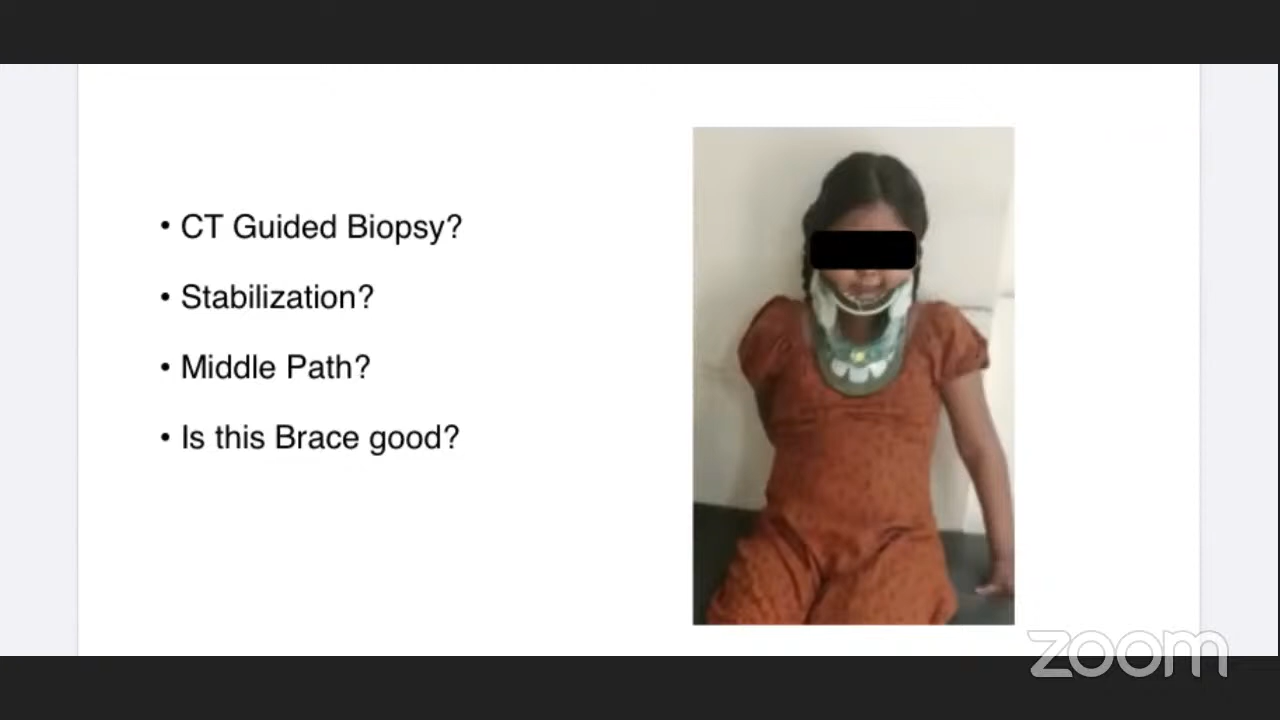 • CT Guided Biopsy?
• Stabilization?
• Middle Path?
• Is this Brace good?
zoom